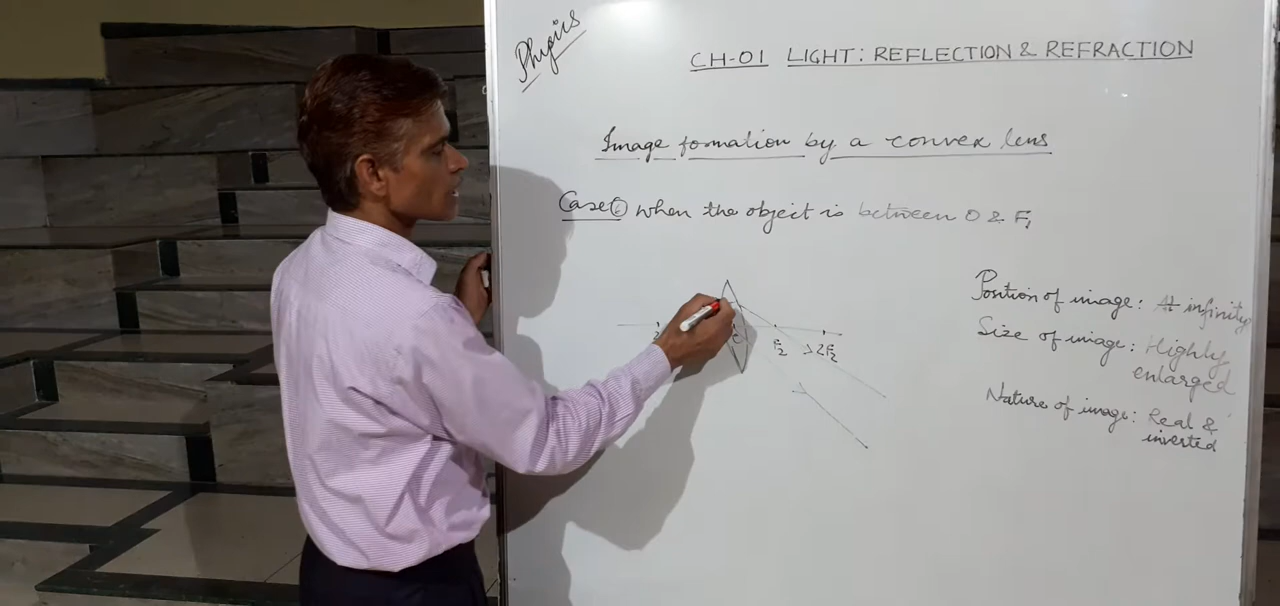 Physics
CH-01 LIGHT: REFLECTION & REFRACTION
Image formation by a convex lens
Case when the object is between O & F₁
Position of image: At infinity
Size of image: Highly
enlarged
Nature of image: Real &
inverted
F₂
2F₂